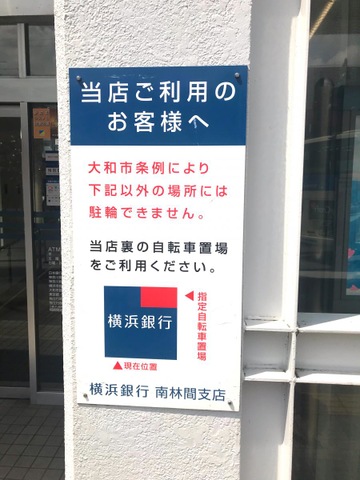 当店ご利用の
お客様へ
大和市条例により
下記以外の場所には
駐輪できません。
当店裏の自転車置場
をご利用ください。
横浜銀行
◀指定自転車置場
▲現在位置
横浜銀行 南林間支店
ATM